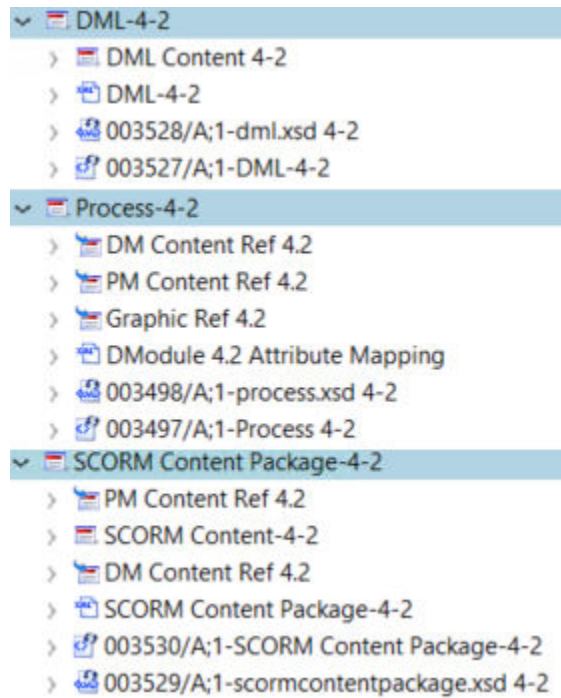 DML-4-2
DML Content 4-2
DML-4-2
003528/A;1-dml.xsd 4-2
003527/A;1-DML-4-2
Process-4-2
DM Content Ref 4.2
PM Content Ref 4.2
Graphic Ref 4.2
DModule 4.2 Attribute Mapping
003498/A;1-process.xsd 4-2
003497/A;1-Process 4-2
SCORM Content Package-4-2
PM Content Ref 4.2
SCORM Content-4-2
DM Content Ref 4.2
SCORM Content Package-4-2
003530/A;1-SCORM Content Package-4-2
003529/A;1-scormcontentpackage.xsd 4-2